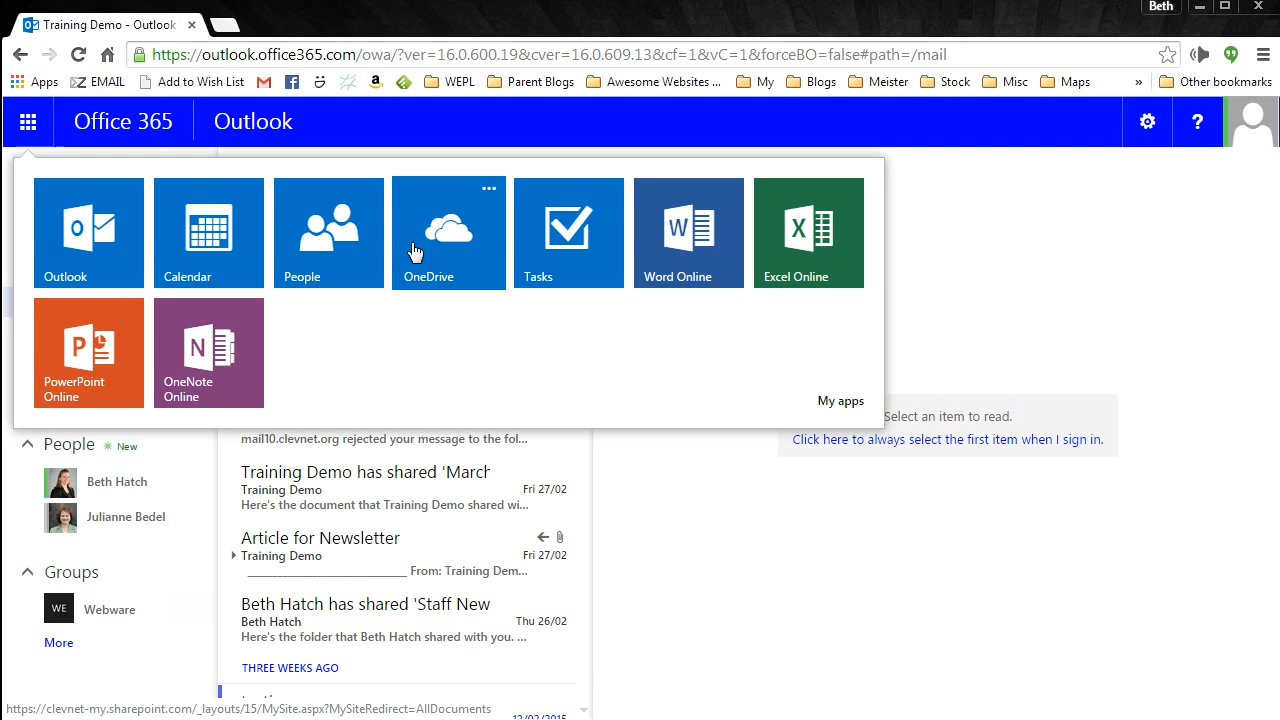 Beth
Training Demo - Outlook
https://outlook.office365.com/owa/?ver=16.0.600.19&cver=16.0.609.13&cf=1&vC=1&forceBO=false#path=/mail
Apps EMAIL Add to Wish List WEPL Parent Blogs Awesome Websites ... My Blogs Meister Stock Misc Maps » Other bookmarks
Office 365 Outlook ?
Outlook Calendar People OneDrive Tasks Word Online Excel Online
PowerPoint Online
OneNote Online
My apps
Select an item to read.
Click here to always select the first item when I sign in.
People New
Beth Hatch
Julianne Bedel
Groups
WE Webware
More
mail10.clevnet.org rejected your message to the fol...
Training Demo has shared 'March
Training Demo Fri 27/02
Here's the document that Training Demo shared wi...
Article for Newsletter
Training Demo Fri 27/02
________________________________ From: Training Dem...
Beth Hatch has shared 'Staff New
Beth Hatch Thu 26/02
Here's the folder that Beth Hatch shared with you. ...
THREE WEEKS AGO
12/02/2015
https://clevnet-my.sharepoint.com/_layouts/15/MySite.aspx?MySiteRedirect=AllDocuments